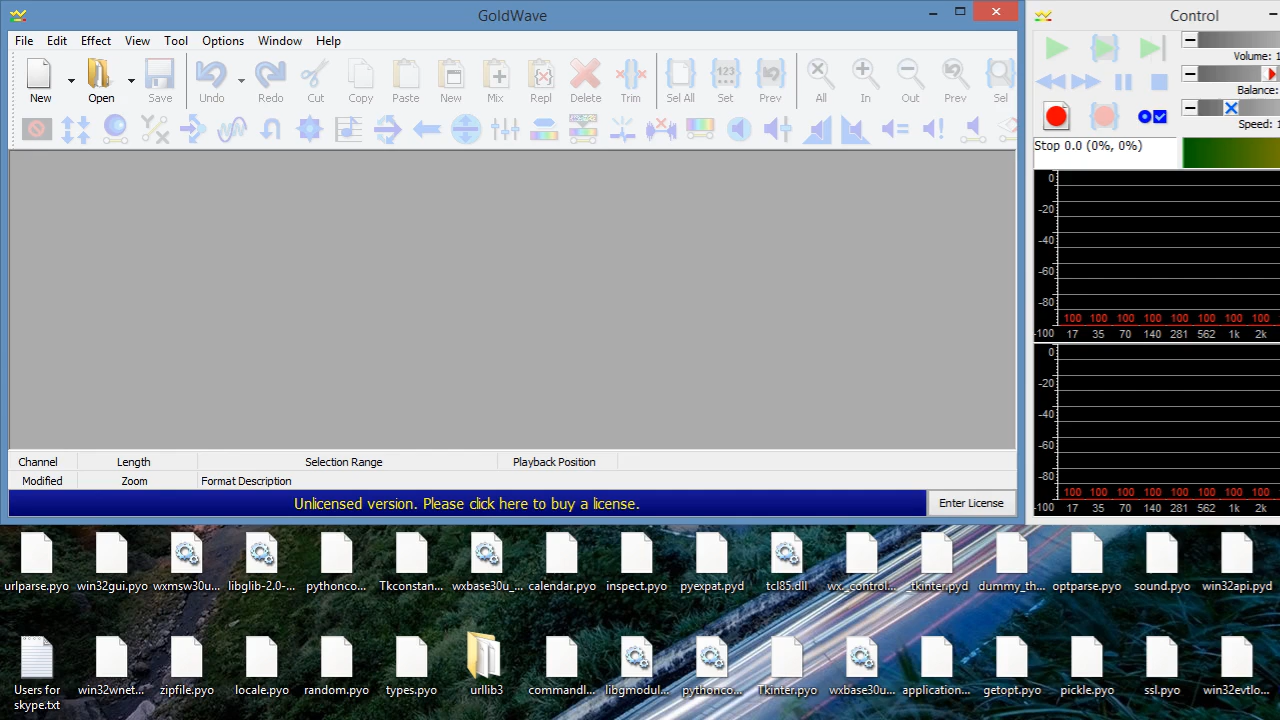 GoldWave
File Edit Effect View Tool Options Window Help
New Open Save Undo Redo Cut Copy Paste New Mix Repl Delete Trim Sel All Set Prev All In Out Prev Sel
123
Channel Length Selection Range Playback Position
Modified Zoom Format Description
Unlicensed version. Please click here to buy a license. Enter License
Control
Volume: 1
Balance:
Speed: 1
Stop 0.0 (0%, 0%)
0
-20
-40
-60
-80
100 100 100 100 100 100 100 100
-100 17 35 70 140 281 562 1k 2k
0
-20
-40
-60
-80
100 100 100 100 100 100 100 100
-100 17 35 70 140 281 562 1k 2k
urlparse.pyo win32gui.pyo wxmsw30u... libglib-2.0-... pythonco... Tkconstan... wxbase30u_... calendar.pyo inspect.pyo pyexpat.pyd tcl85.dll wx._control... _tkinter.pyd dummy_th... optparse.pyo sound.pyo win32api.pyd
Users for skype.txt win32wnet... zipfile.pyo locale.pyo random.pyo types.pyo urllib3 commandl... libgmodul... pythonco... Tkinter.pyo wxbase30u... application... getopt.pyo pickle.pyo ssl.pyo win32evtlo...